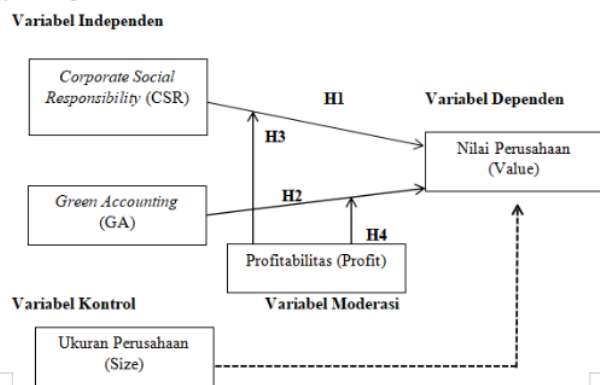 Variabel Independen
Corporate Social
Responsibility (CSR)
H1
Variabel Dependen
H3
Nilai Perusahaan
(Value)
Green Accounting
(GA)
H2
H4
Profitabilitas (Profit)
Variabel Kontrol
Variabel Moderasi
Ukuran Perusahaan
(Size)